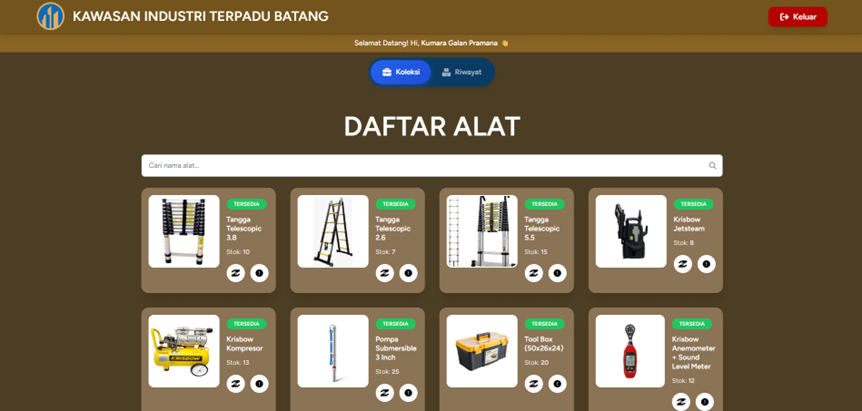 KAWASAN INDUSTRI TERPADU BATANG
Keluar
Selamat Datang! Hi, Kumara Galan Pramana
Koleksi
Riwayat
DAFTAR ALAT
Cari nama alat...
TERSEDIA
Tangga
Telescopic
3.8
Stok: 10
TERSEDIA
Tangga
Telescopic
2.6
Stok: 7
TERSEDIA
Tangga
Telescopic
5.5
Stok: 15
TERSEDIA
Krisbow
Jetsteam
Stok: 8
KRISBOW
TERSEDIA
Krisbow
Kompresor
Stok: 13
TERSEDIA
Pompa
Submersible
3 Inch
Stok: 25
TERSEDIA
Tool Box
(50x26x24)
Stok: 20
TERSEDIA
Krisbow
Anemometer
+ Sound
Level Meter
Stok: 12